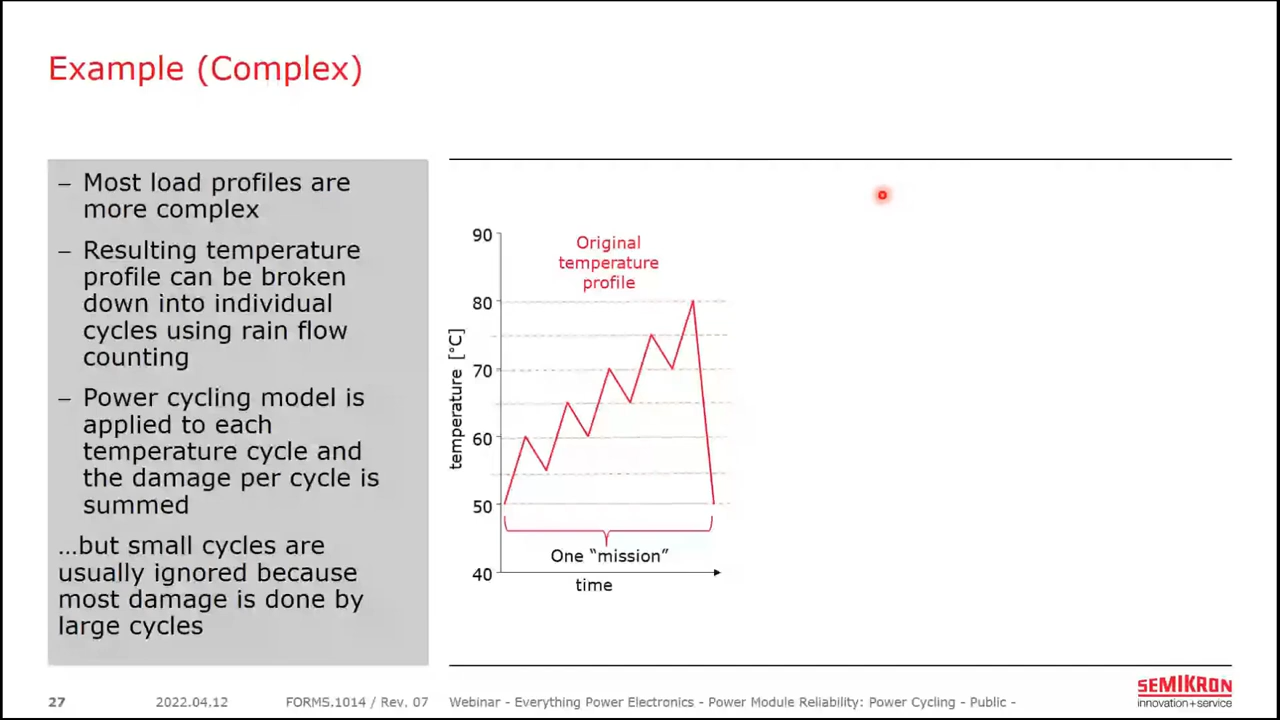 Example (Complex)
– Most load profiles are
more complex
– Resulting temperature
profile can be broken
down into individual
cycles using rain flow
counting
– Power cycling model is
applied to each
temperature cycle and
the damage per cycle is
summed
...but small cycles are
usually ignored because
most damage is done by
large cycles
Original
temperature
profile
temperature [°C]
90
80
70
60
50
40
One “mission”
time
27 2022.04.12 FORMS.1014 / Rev. 07 Webinar - Everything Power Electronics - Power Module Reliability: Power Cycling - Public -
SEMIKRON
innovation+service